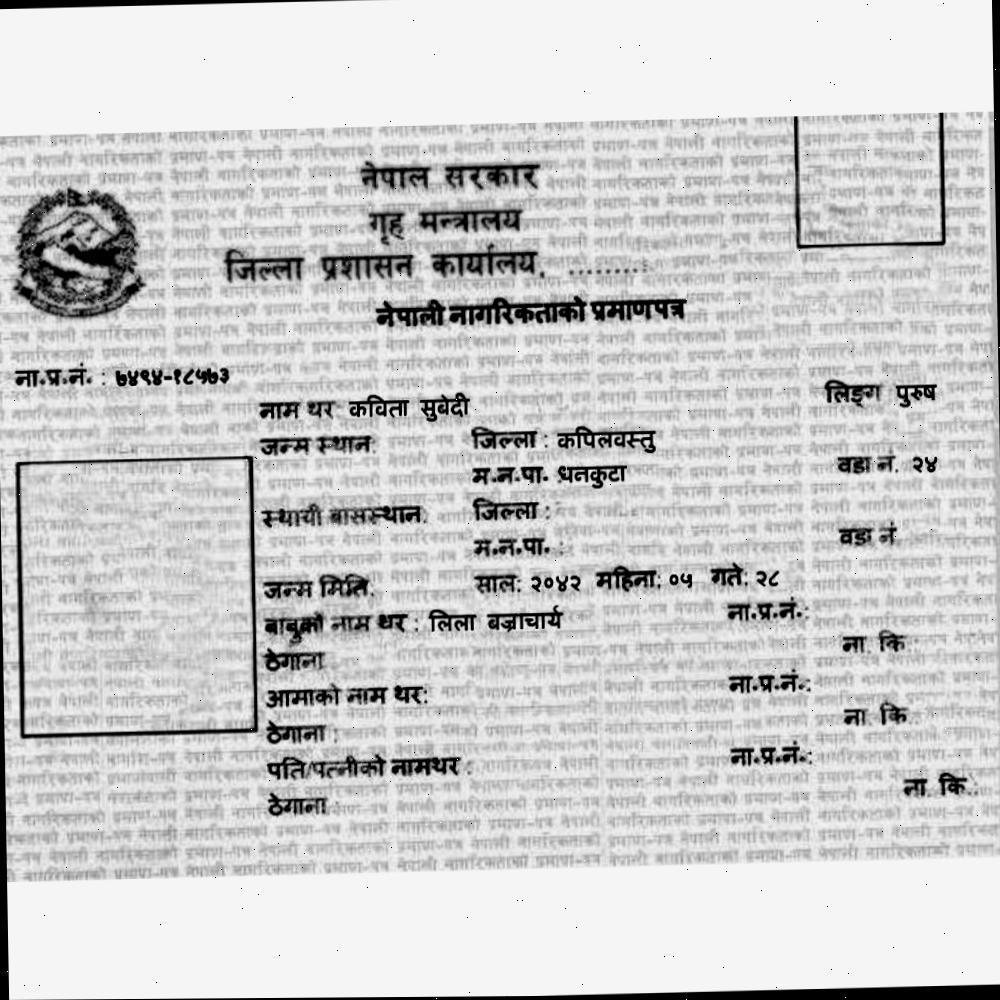 नेपाल सरकार
गृह मन्त्रालय
जिल्ला प्रशासन कार्यालय, .........
नेपाली नागरिकताको प्रमाणपत्र
ना.प्र.नं. : ७४९४-१८५७३
लिङ्ग पुरुष
नाम थर: कविता सुबेदी
जन्म स्थान: जिल्ला : कपिलवस्तु
म.न.पा. धनकुटा वडा नं. २४
स्थायी बासस्थान: जिल्ला :
म.न.पा. : वडा नं
जन्म मिति: साल: २०४२ महिना: ०५ गते: २८
बाबुको नाम थर : लिला बज्राचार्य ना.प्र.नं.:
ठेगाना ना. कि.:
आमाको नाम थर: ना.प्र.नं.:
ठेगाना : ना. कि.
पति/पत्नीको नामथर : ना.प्र.नं.:
ठेगाना : ना. कि.: